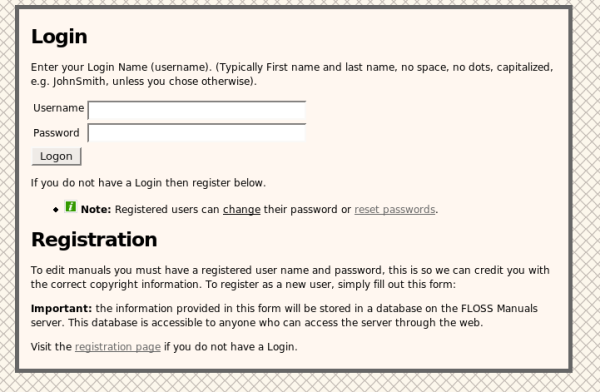 Login
Enter your Login Name (username). (Typically First name and last name, no space, no dots, capitalized,
e.g. JohnSmith, unless you chose otherwise).
Username
Password
Logon
If you do not have a Login then register below.
Note: Registered users can change their password or reset passwords.
Registration
To edit manuals you must have a registered user name and password, this is so we can credit you with
the correct copyright information. To register as a new user, simply fill out this form:
Important: the information provided in this form will be stored in a database on the FLOSS Manuals
server. This database is accessible to anyone who can access the server through the web.
Visit the registration page if you do not have a Login.